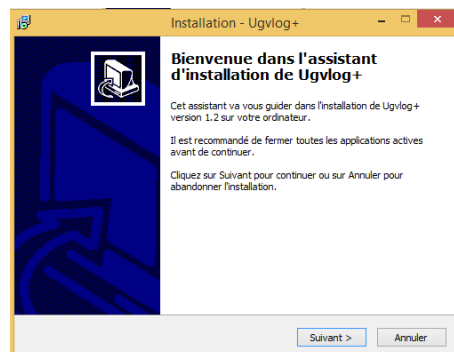 Installation - Ugvlog+
Bienvenue dans l'assistant
d'installation de Ugvlog+
Cet assistant va vous guider dans l'installation de Ugvlog+
version 1.2 sur votre ordinateur.
Il est recommandé de fermer toutes les applications actives
avant de continuer.
Cliquez sur Suivant pour continuer ou sur Annuler pour
abandonner l'installation.
Suivant >
Annuler